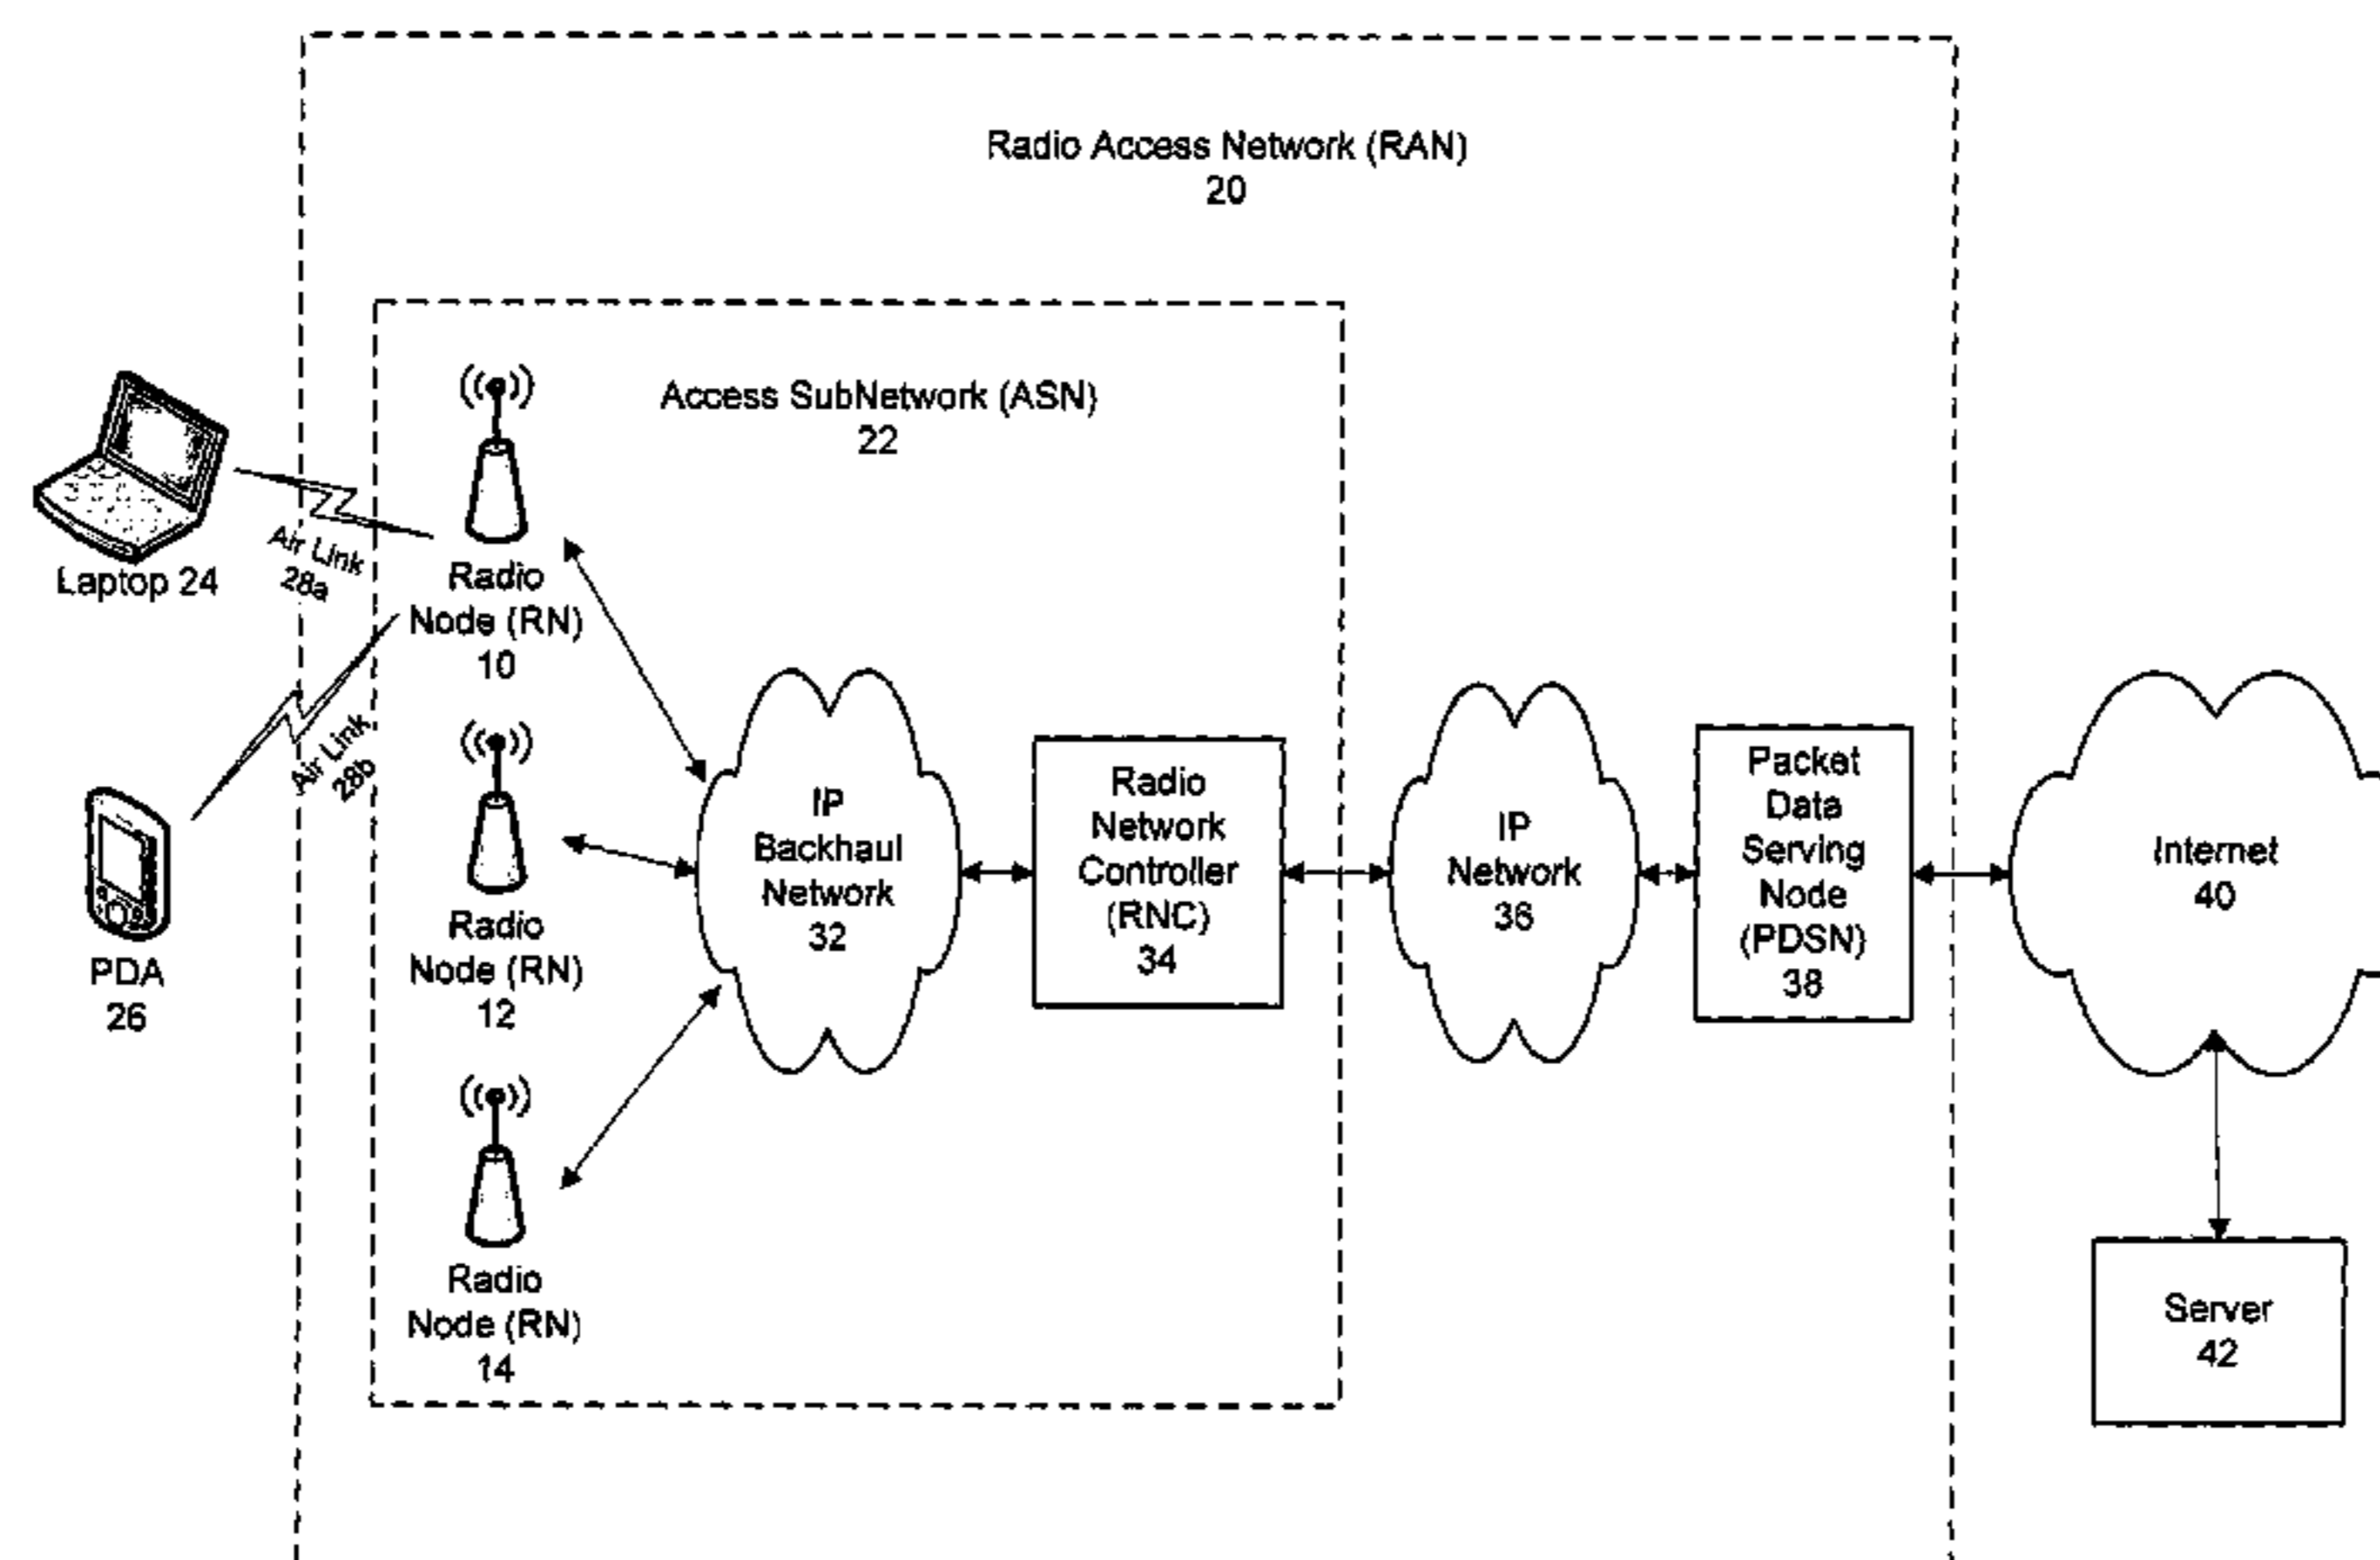 Radio Access Network (RAN)
20
Access SubNetwork (ASN)
22
Laptop 24
Air Link
28a
Radio
Node (RN)
10
Air Link
28b
PDA
26
Radio
Node (RN)
12
Radio
Node (RN)
14
IP
Backhaul
Network
32
Radio
Network
Controller
(RNC)
34
IP
Network
36
Packet
Data
Serving
Node
(PDSN)
38
Internet
40
Server
42